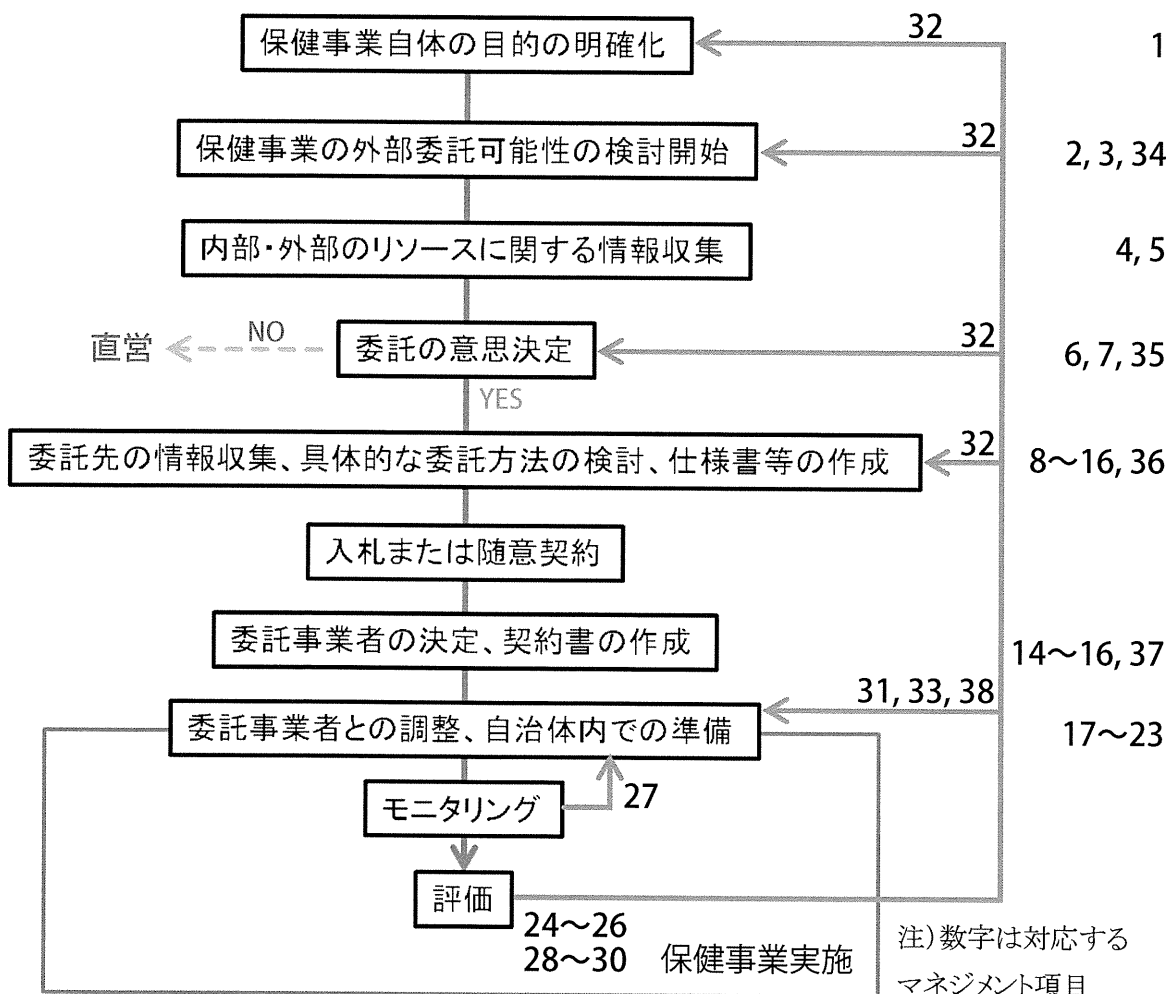 32
保健事業自体の目的の明確化
1
32
保健事業の外部委託可能性の検討開始
2, 3, 34
内部・外部のリソースに関する情報収集
4, 5
直営
NO
委託の意思決定
32
6, 7, 35
YES
委託先の情報収集、具体的な委託方法の検討、仕様書等の作成
32
8～16, 36
入札または随意契約
委託事業者の決定、契約書の作成
14～16, 37
31, 33, 38
委託事業者との調整、自治体内での準備
17～23
モニタリング
27
評価
24～26
28～30
保健事業実施
注）数字は対応する
マネジメント項目